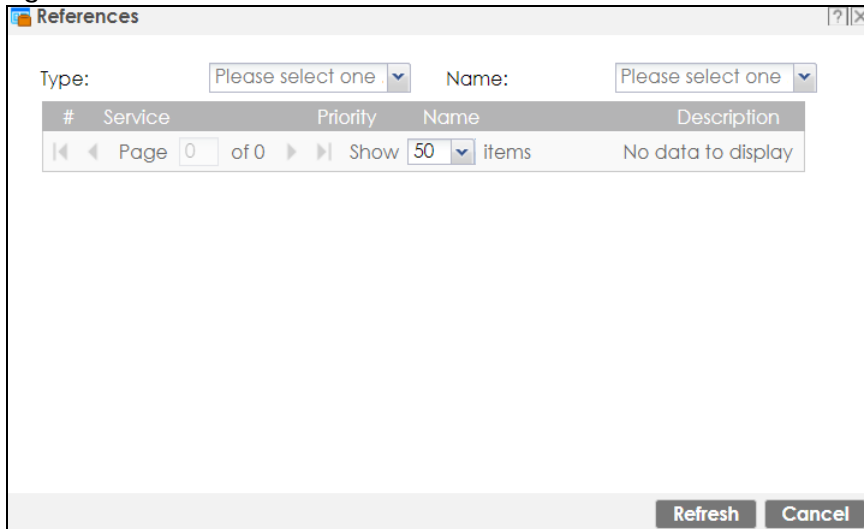 References
Type: Please select one Name: Please select one
# Service Priority Name Description
Page 0 of 0 Show 50 items No data to display
Refresh Cancel